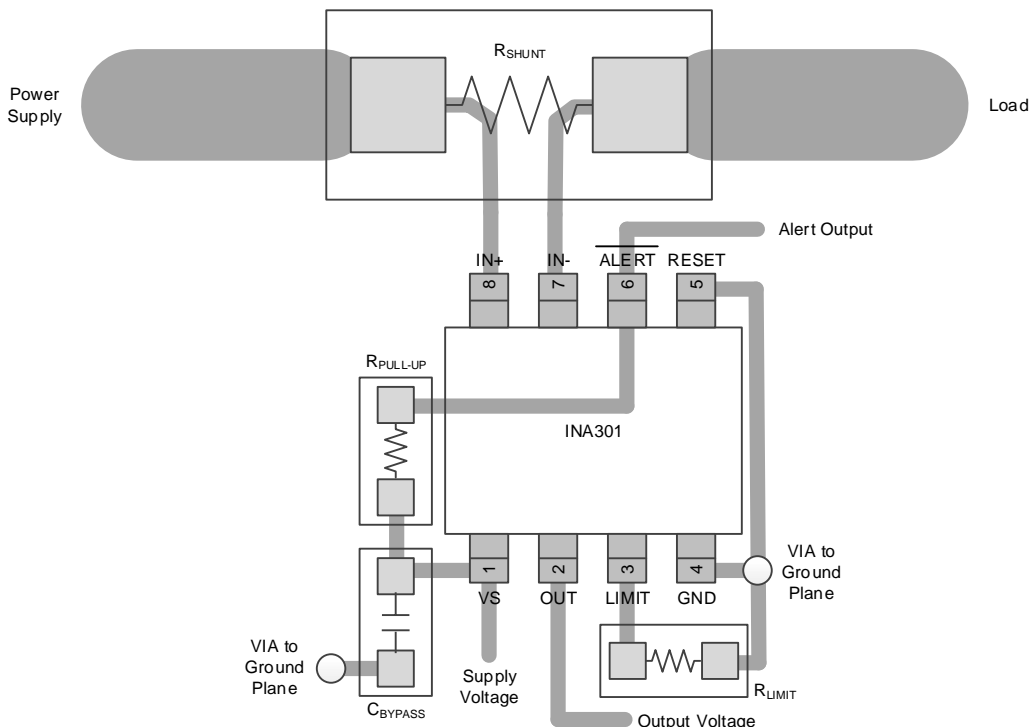 RSHUNT
Power
Supply
Load
Alert Output
IN+ IN- ALERT RESET
8 7 6 5
RPULL-UP
INA301
1 2 3 4
VS OUT LIMIT GND
VIA to
Ground
Plane
VIA to
Ground
Plane
Supply
Voltage
RLIMIT
CBYPASS
Output Voltage